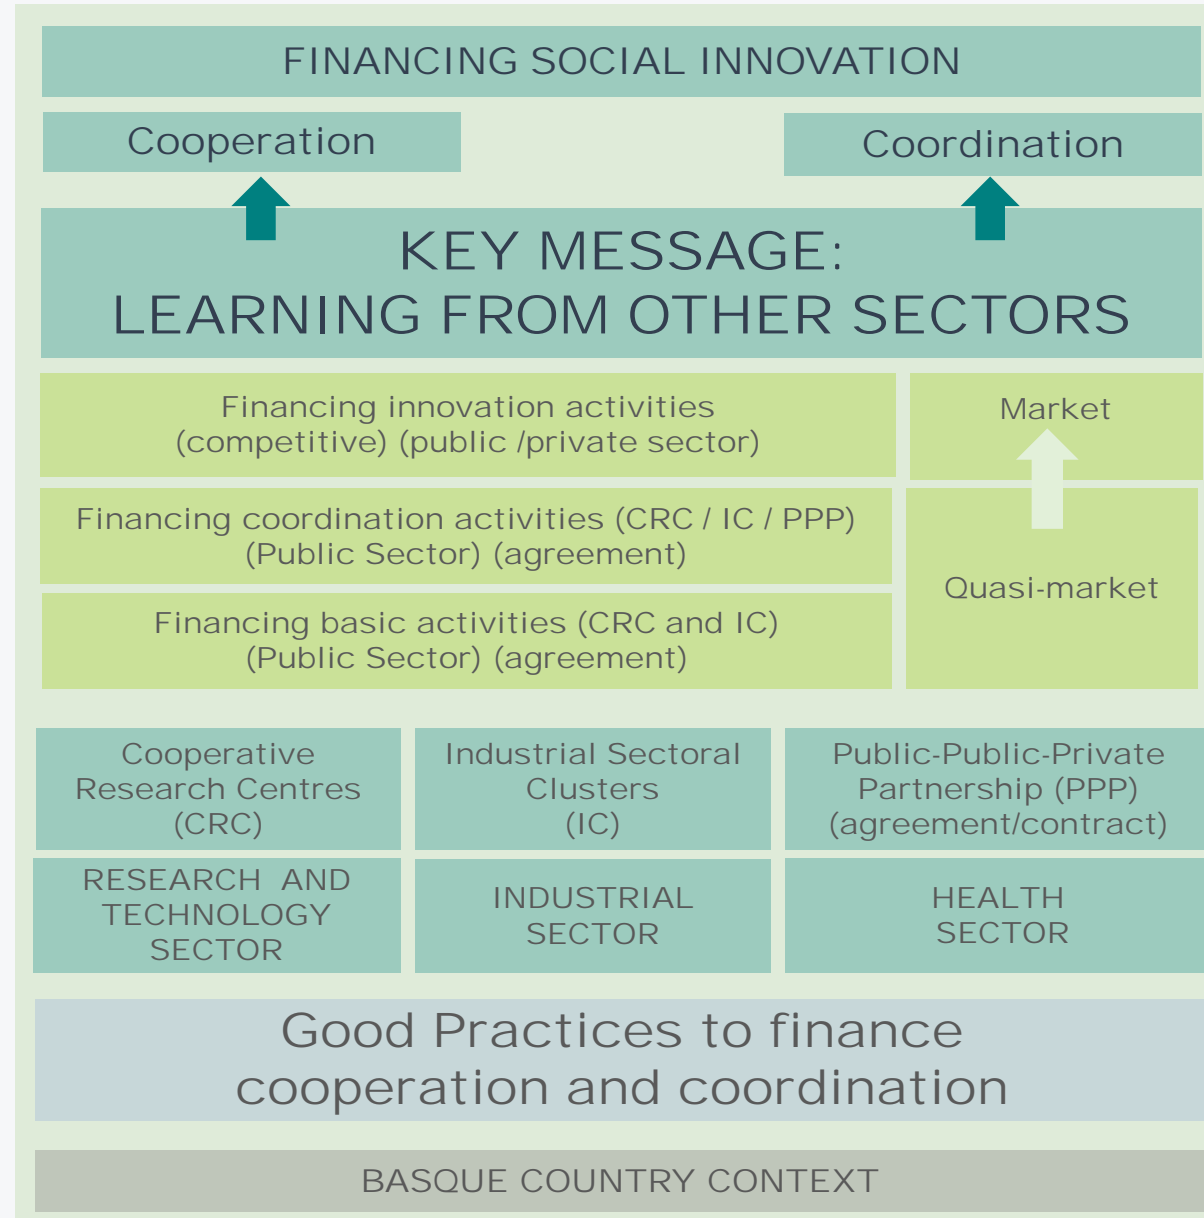 FINANCING SOCIAL INNOVATION
Cooperation
Coordination
KEY MESSAGE:
LEARNING FROM OTHER SECTORS
Financing innovation activities
(competitive) (public /private sector)
Market
Financing coordination activities (CRC / IC / PPP)
(Public Sector) (agreement)
Quasi-market
Financing basic activities (CRC and IC)
(Public Sector) (agreement)
Cooperative
Research Centres
(CRC)
Industrial Sectoral
Clusters
(IC)
Public-Public-Private
Partnership (PPP)
(agreement/contract)
RESEARCH AND
TECHNOLOGY
SECTOR
INDUSTRIAL
SECTOR
HEALTH
SECTOR
Good Practices to finance
cooperation and coordination
BASQUE COUNTRY CONTEXT